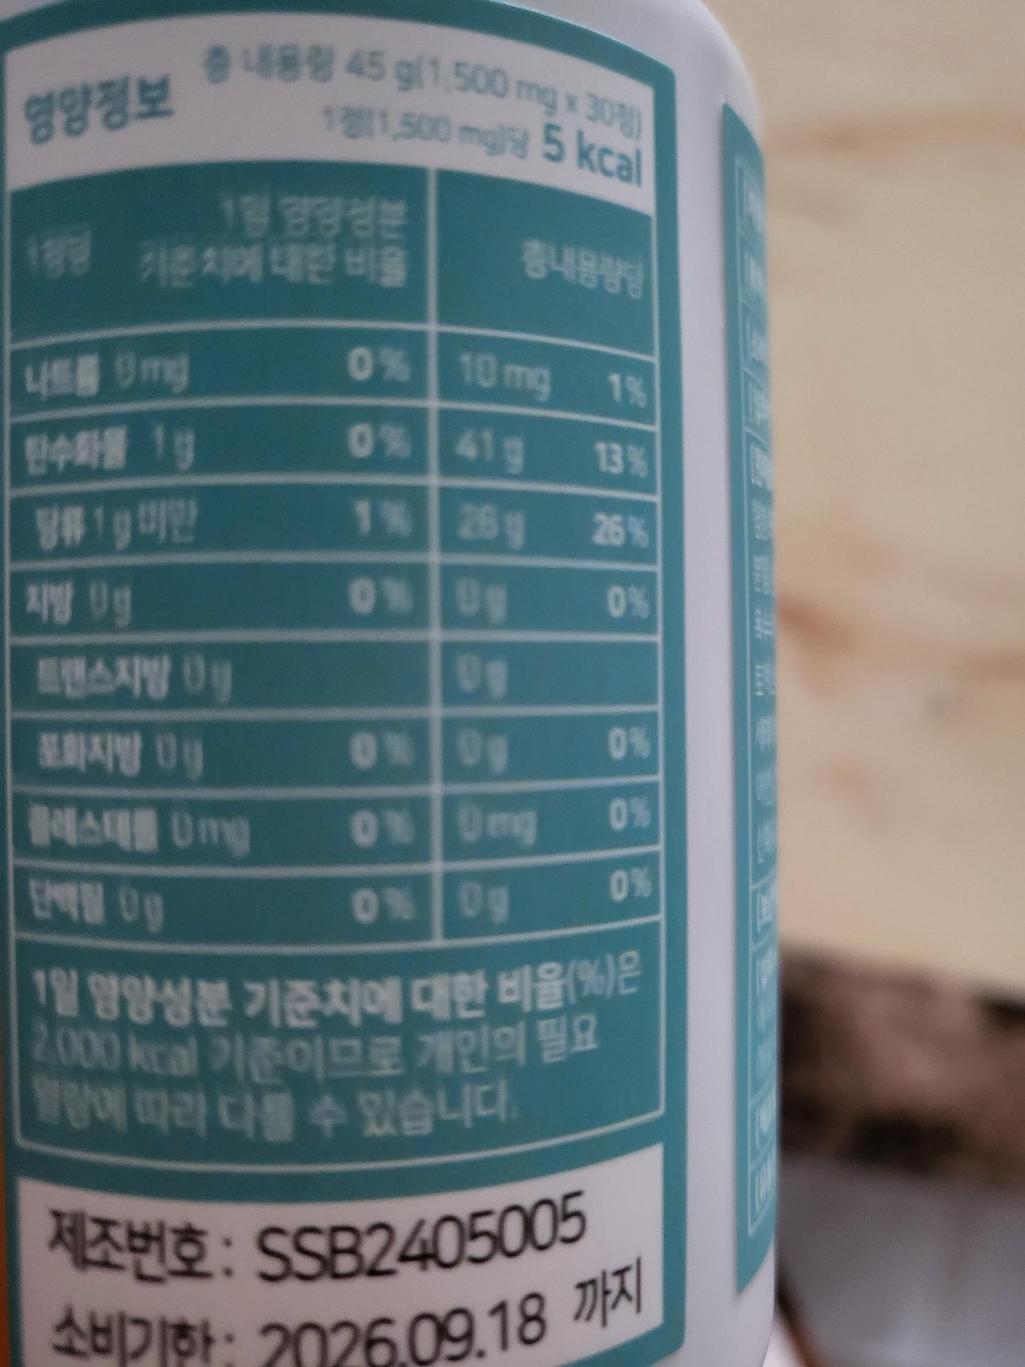 영양정보
총 내용량 45 g(1,500 mg x 30정)
1정(1,500 mg)당 5 kcal
1정당 1일 영양성분 기준치에 대한 비율 총내용량당
나트륨 0 mg 0 % 10 mg 1 %
탄수화물 1 g 0 % 41 g 13 %
당류 1 g 미만 1 % 26 g 26 %
지방 0 g 0 % 0 g 0 %
트랜스지방 0 g 0 g
포화지방 0 g 0 % 0 g 0 %
콜레스테롤 0 mg 0 % 0 mg 0 %
단백질 0 g 0 % 0 g 0 %
1일 영양성분 기준치에 대한 비율(%)은
2,000 kcal 기준이므로 개인의 필요
열량에 따라 다를 수 있습니다.
제조번호 : SSB2405005
소비기한 : 2026.09.18 까지